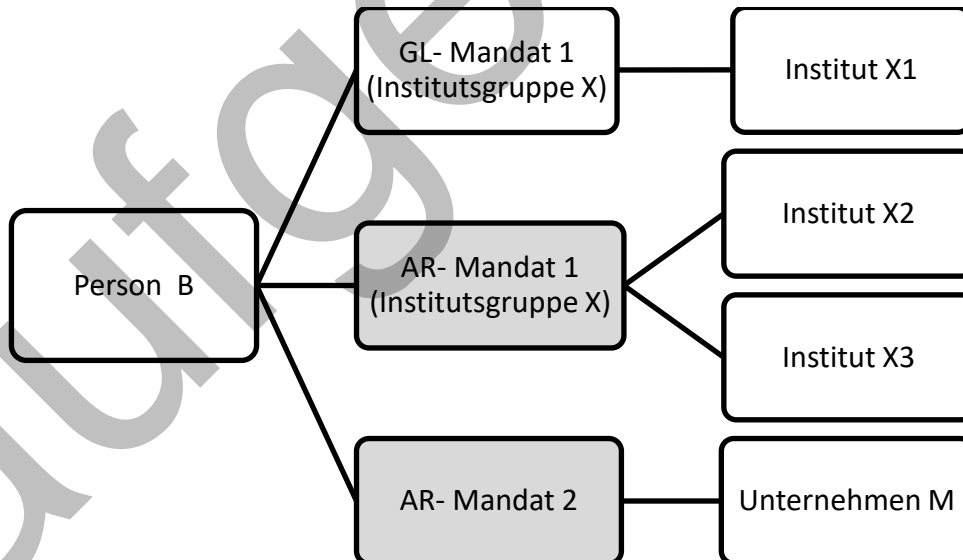 GL- Mandat 1
(Institutsgruppe X)
Institut X1
Person B
AR- Mandat 1
(Institutsgruppe X)
Institut X2
Institut X3
AR- Mandat 2
Unternehmen M